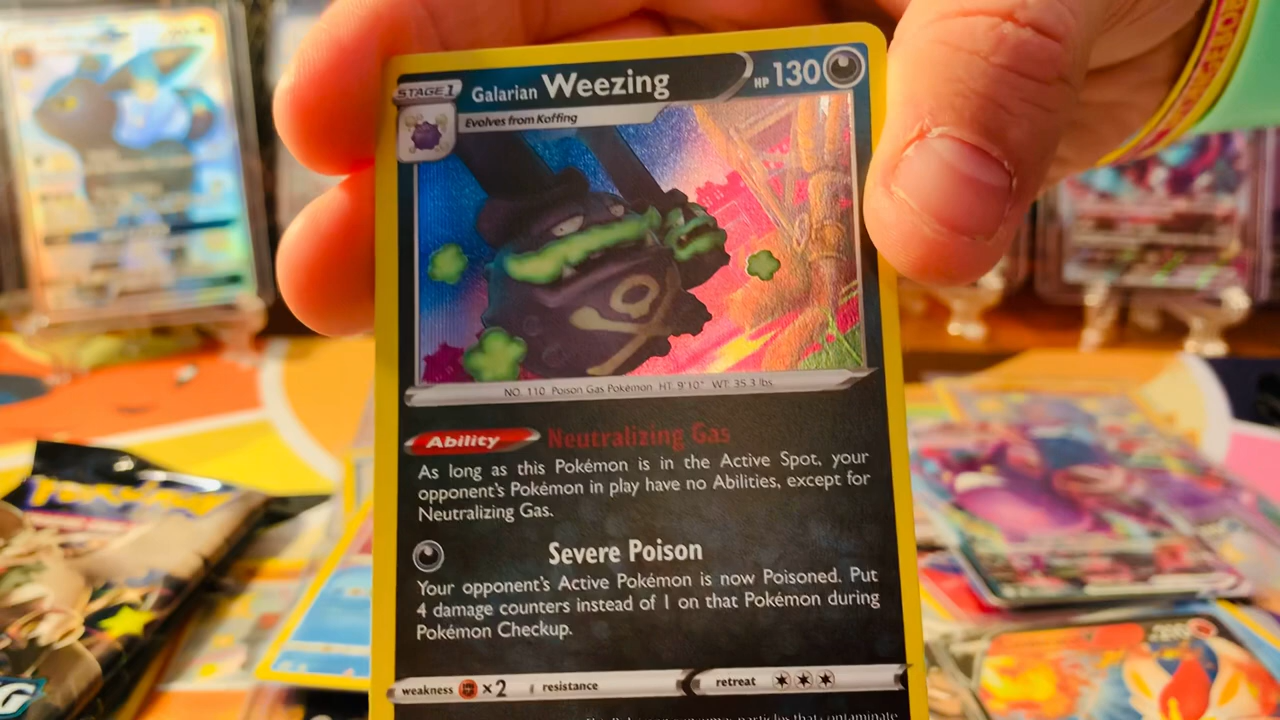 STAGE 1
Galarian Weezing
HP 130
Evolves from Koffing
NO. 110 Poison Gas Pokémon HT: 9'10" WT: 35.3 lbs
Ability Neutralizing Gas
As long as this Pokémon is in the Active Spot, your
opponent's Pokémon in play have no Abilities, except for
Neutralizing Gas.
Severe Poison
Your opponent's Active Pokémon is now Poisoned. Put
4 damage counters instead of 1 on that Pokémon during
Pokémon Checkup.
weakness ×2 resistance retreat
particles that contaminate